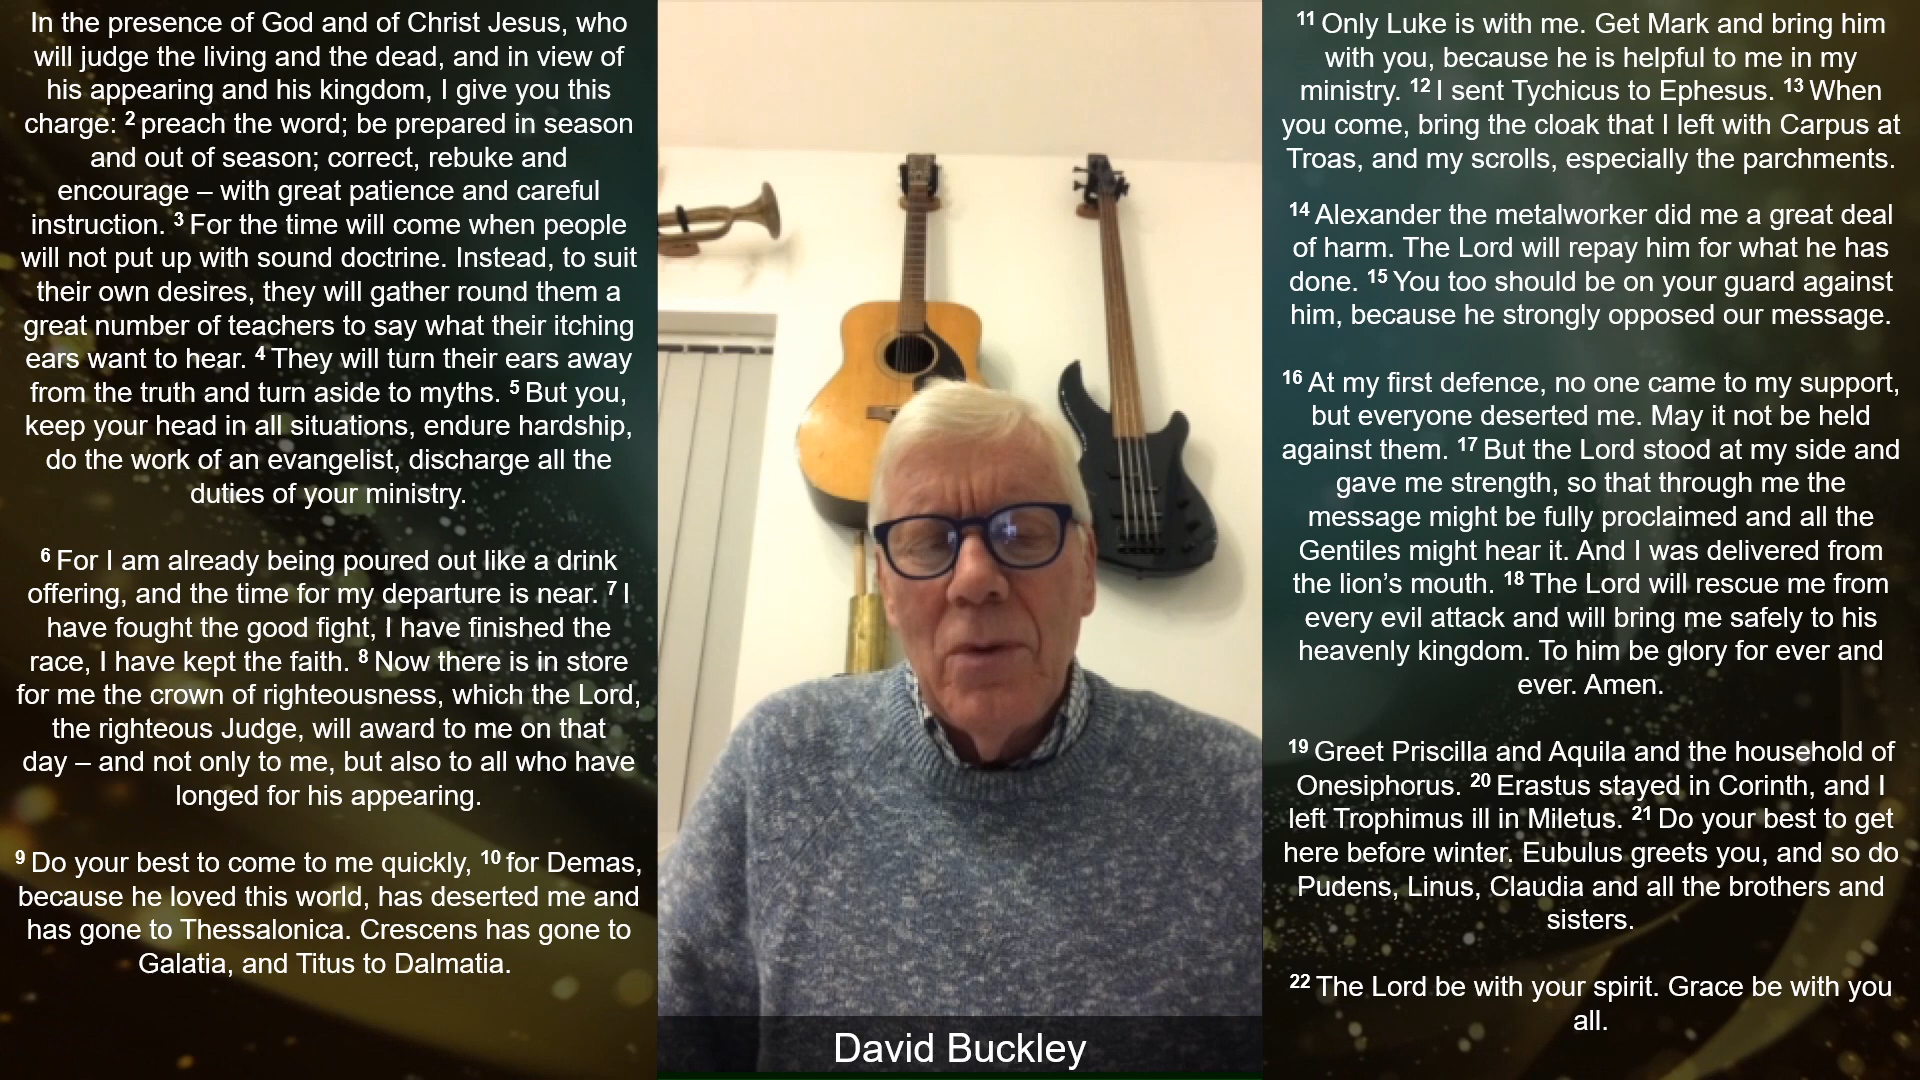 In the presence of God and of Christ Jesus, who
will judge the living and the dead, and in view of
his appearing and his kingdom, I give you this
charge: 2 preach the word; be prepared in season
and out of season; correct, rebuke and
encourage – with great patience and careful
instruction. 3 For the time will come when people
will not put up with sound doctrine. Instead, to suit
their own desires, they will gather round them a
great number of teachers to say what their itching
ears want to hear. 4 They will turn their ears away
from the truth and turn aside to myths. 5 But you,
keep your head in all situations, endure hardship,
do the work of an evangelist, discharge all the
duties of your ministry.
6 For I am already being poured out like a drink
offering, and the time for my departure is near. 7 I
have fought the good fight, I have finished the
race, I have kept the faith. 8 Now there is in store
for me the crown of righteousness, which the Lord,
the righteous Judge, will award to me on that
day – and not only to me, but also to all who have
longed for his appearing.
9 Do your best to come to me quickly, 10 for Demas,
because he loved this world, has deserted me and
has gone to Thessalonica. Crescens has gone to
Galatia, and Titus to Dalmatia.
11 Only Luke is with me. Get Mark and bring him
with you, because he is helpful to me in my
ministry. 12 I sent Tychicus to Ephesus. 13 When
you come, bring the cloak that I left with Carpus at
Troas, and my scrolls, especially the parchments.
14 Alexander the metalworker did me a great deal
of harm. The Lord will repay him for what he has
done. 15 You too should be on your guard against
him, because he strongly opposed our message.
16 At my first defence, no one came to my support,
but everyone deserted me. May it not be held
against them. 17 But the Lord stood at my side and
gave me strength, so that through me the
message might be fully proclaimed and all the
Gentiles might hear it. And I was delivered from
the lion’s mouth. 18 The Lord will rescue me from
every evil attack and will bring me safely to his
heavenly kingdom. To him be glory for ever and
ever. Amen.
19 Greet Priscilla and Aquila and the household of
Onesiphorus. 20 Erastus stayed in Corinth, and I
left Trophimus ill in Miletus. 21 Do your best to get
here before winter. Eubulus greets you, and so do
Pudens, Linus, Claudia and all the brothers and
sisters.
22 The Lord be with your spirit. Grace be with you
all.
David Buckley